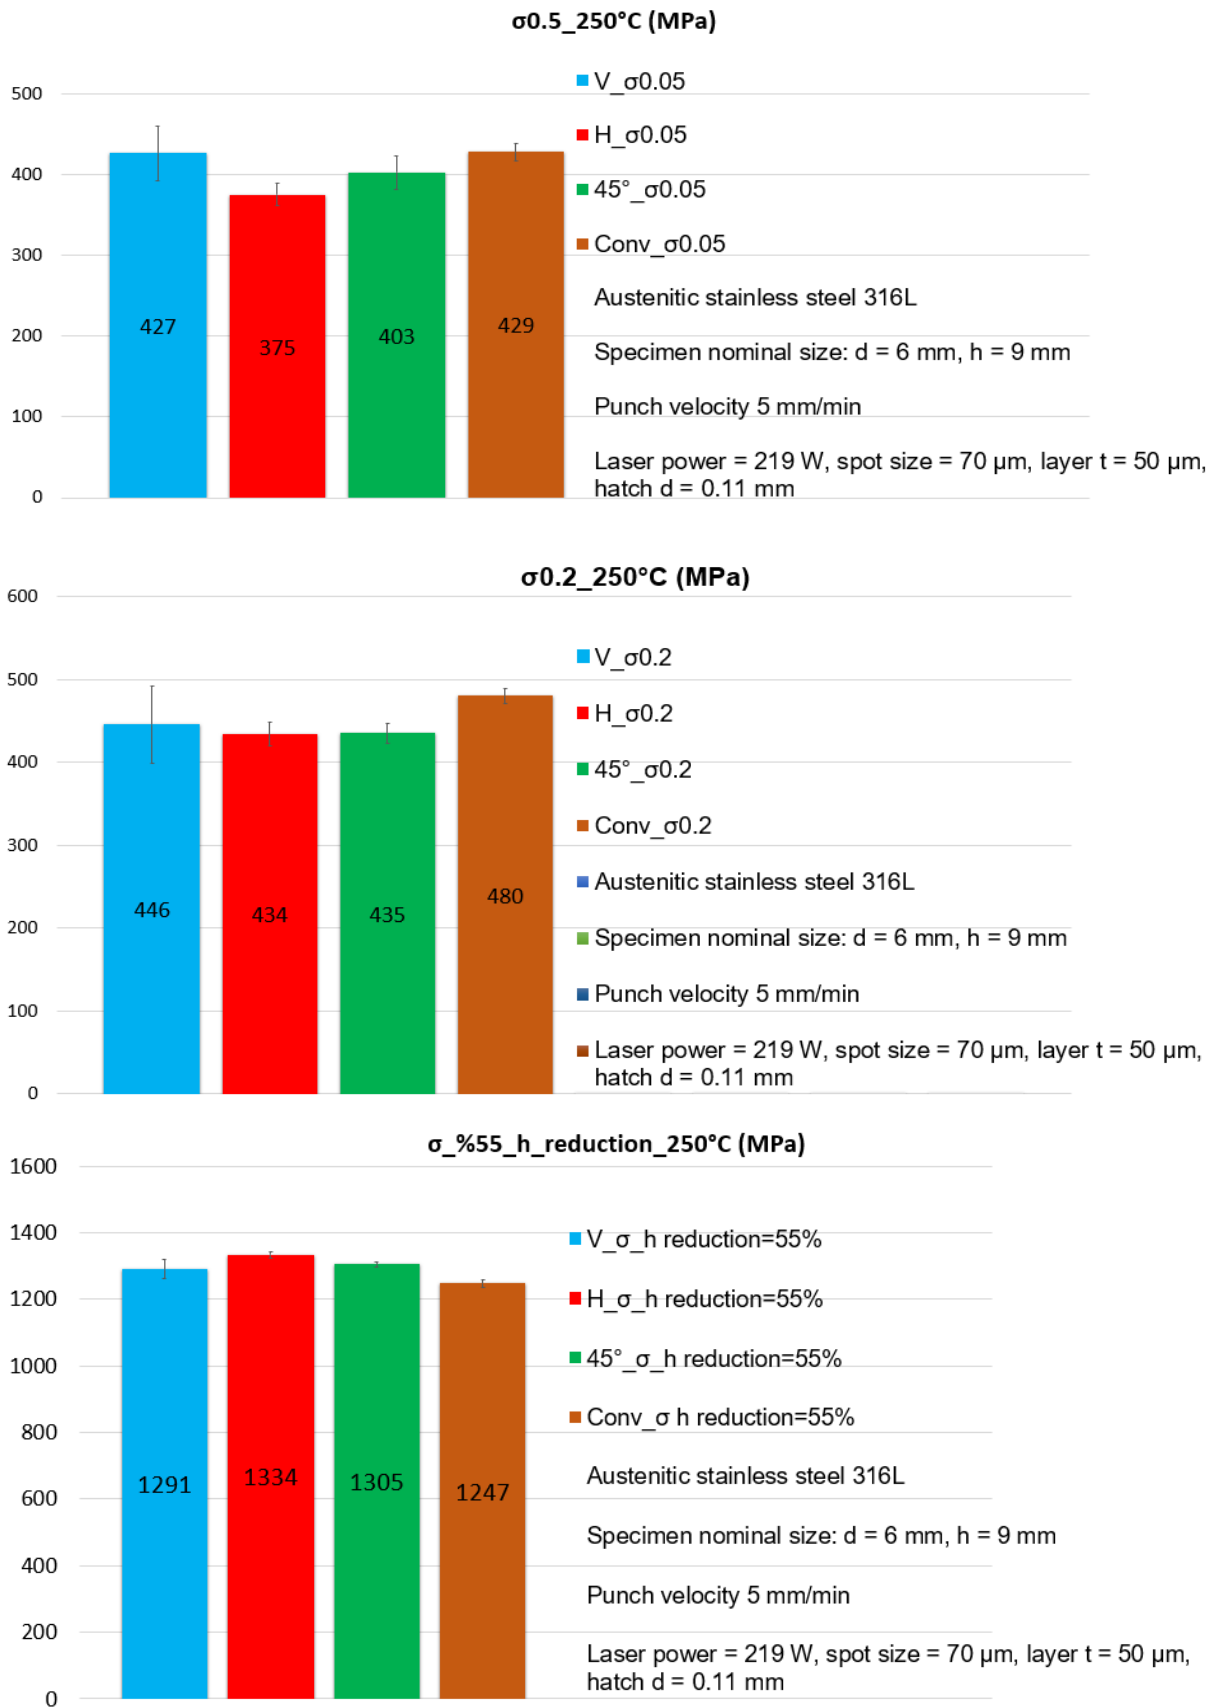 σ0.5_250°C (MPa)
500
400
300
200
100
0
427
375
403
429
V_σ0.05
H_σ0.05
45°_σ0.05
Conv_σ0.05
Austenitic stainless steel 316L
Specimen nominal size: d = 6 mm, h = 9 mm
Punch velocity 5 mm/min
Laser power = 219 W, spot size = 70 µm, layer t = 50 µm,
hatch d = 0.11 mm
σ0.2_250°C (MPa)
600
500
400
300
200
100
0
446
434
435
480
V_σ0.2
H_σ0.2
45°_σ0.2
Conv_σ0.2
Austenitic stainless steel 316L
Specimen nominal size: d = 6 mm, h = 9 mm
Punch velocity 5 mm/min
Laser power = 219 W, spot size = 70 µm, layer t = 50 µm,
hatch d = 0.11 mm
σ_%55_h_reduction_250°C (MPa)
1600
1400
1200
1000
800
600
400
200
0
1291
1334
1305
1247
V_σ_h reduction=55%
H_σ_h reduction=55%
45°_σ_h reduction=55%
Conv_σ h reduction=55%
Austenitic stainless steel 316L
Specimen nominal size: d = 6 mm, h = 9 mm
Punch velocity 5 mm/min
Laser power = 219 W, spot size = 70 µm, layer t = 50 µm,
hatch d = 0.11 mm